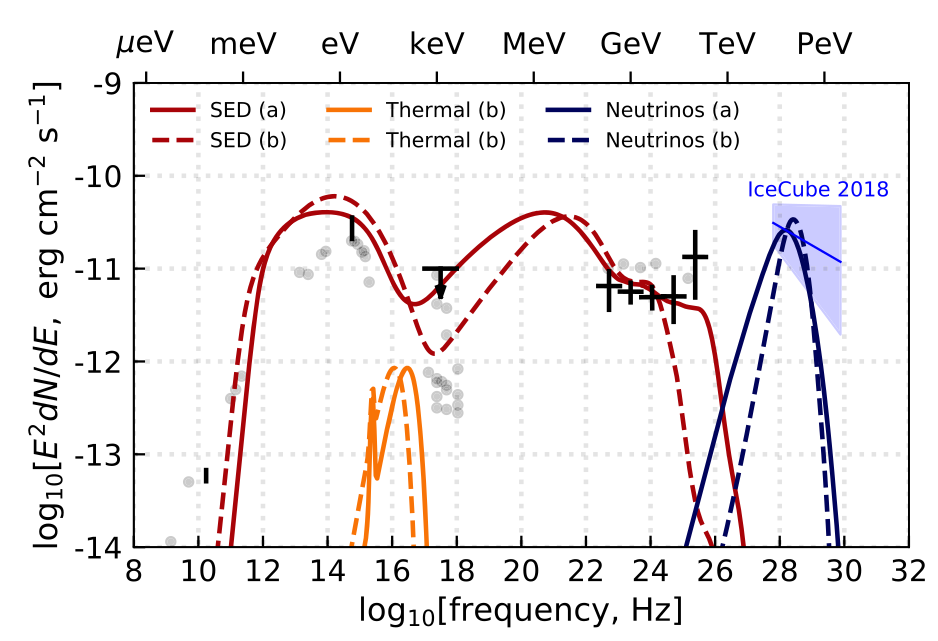 μeV meV eV keV MeV GeV TeV PeV
log₁₀[E²dN/dE, erg cm⁻² s⁻¹]
-9
-10
-11
-12
-13
-14
SED (a) Thermal (b) Neutrinos (a)
SED (b) Thermal (b) Neutrinos (b)
IceCube 2018
8 10 12 14 16 18 20 22 24 26 28 30 32
log₁₀[frequency, Hz]